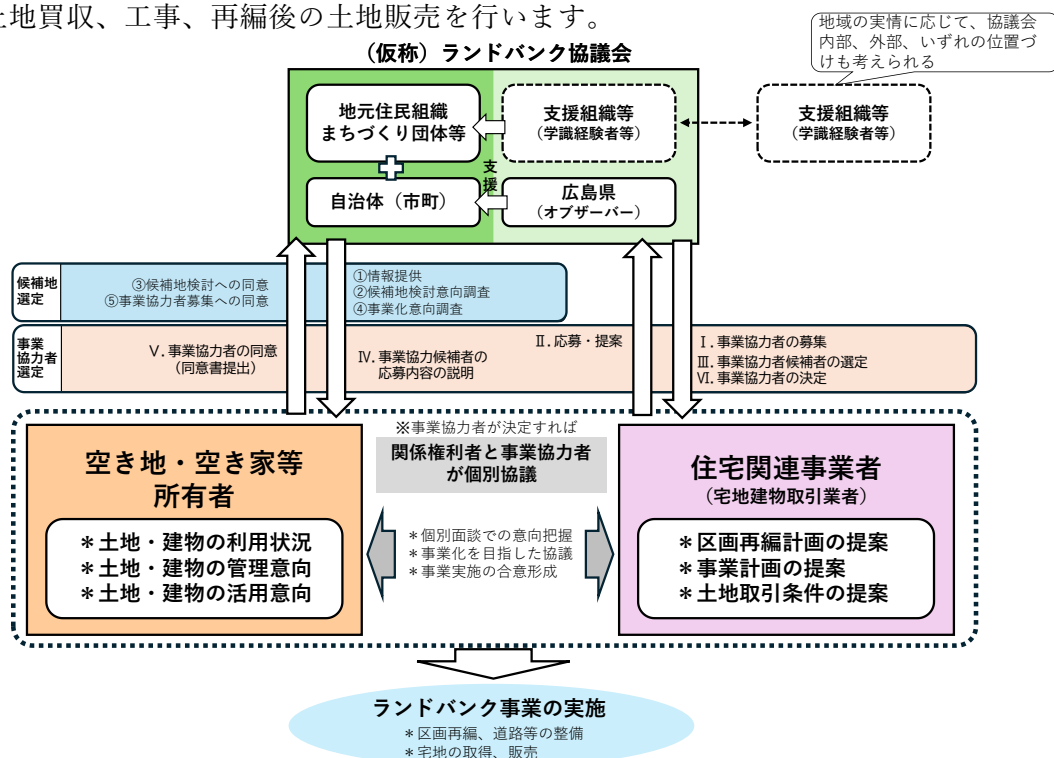 土地買収、工事、再編後の土地販売を行います。
地域の実情に応じて、協議会
内部、外部、いずれの位置づ
けも考えられる
（仮称）ランドバンク協議会
地元住民組織
まちづくり団体等
支援組織等
（学識経験者等）
支援組織等
（学識経験者等）
支
援
自治体（市町）
広島県
（オブザーバー）
候補地
選定
③候補地検討への同意
⑤事業協力者募集への同意
①情報提供
②候補地検討意向調査
④事業化意向調査
事業
協力者
選定
Ⅴ.事業協力者の同意
（同意書提出）
Ⅳ.事業協力候補者の
応募内容の説明
Ⅱ.応募・提案
Ⅰ.事業協力者の募集
Ⅲ.事業協力者候補者の選定
Ⅵ.事業協力者の決定
空き地・空き家等
所有者
＊土地・建物の利用状況
＊土地・建物の管理意向
＊土地・建物の活用意向
※事業協力者が決定すれば
関係権利者と事業協力者
が個別協議
＊個別面談での意向把握
＊事業化を目指した協議
＊事業実施の合意形成
住宅関連事業者
（宅地建物取引業者）
＊区画再編計画の提案
＊事業計画の提案
＊土地取引条件の提案
ランドバンク事業の実施
＊区画再編、道路等の整備
＊宅地の取得、販売